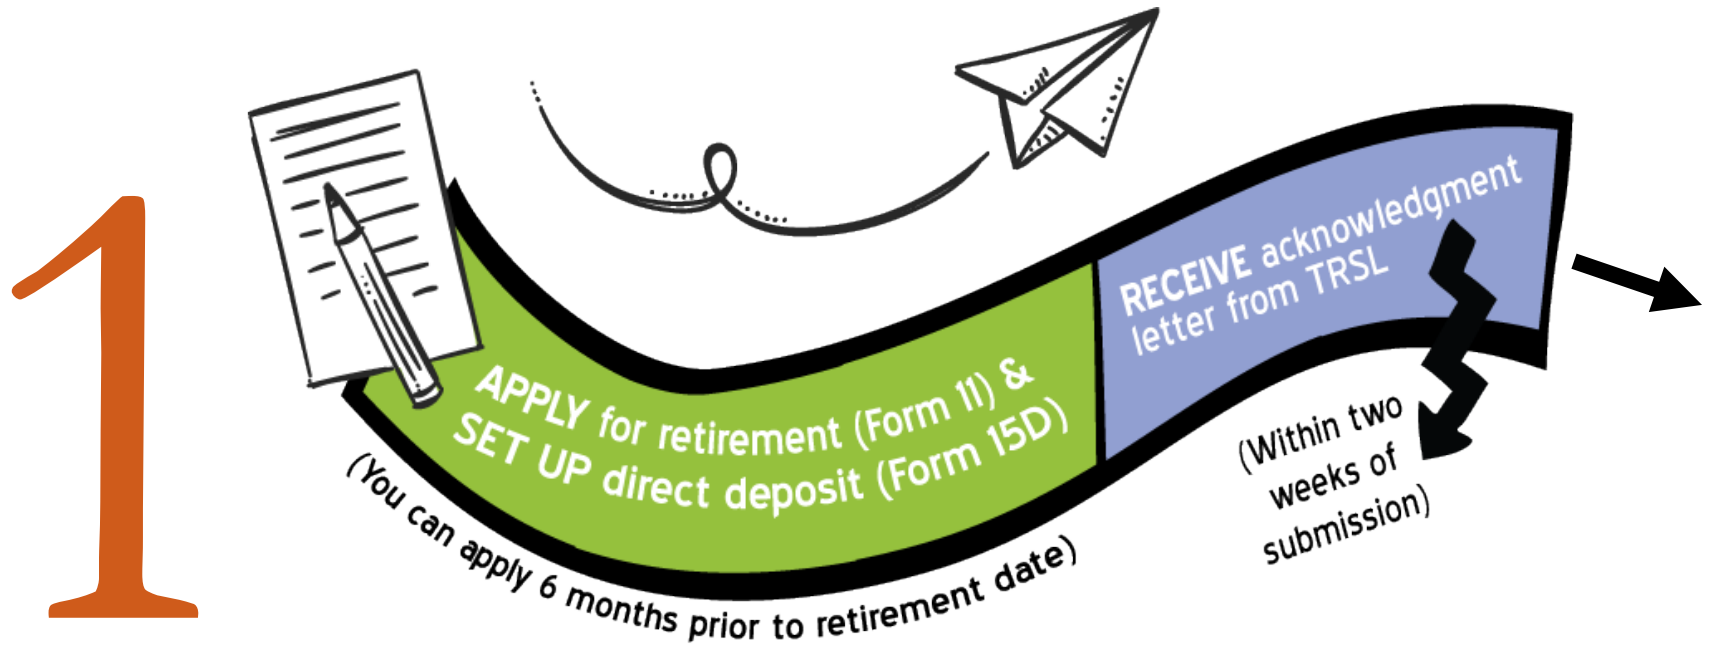 1
APPLY for retirement (Form 11) &
SET UP direct deposit (Form 15D)
(You can apply 6 months prior to retirement date)
RECEIVE acknowledgment
letter from TRSL
(Within two
weeks of
submission)